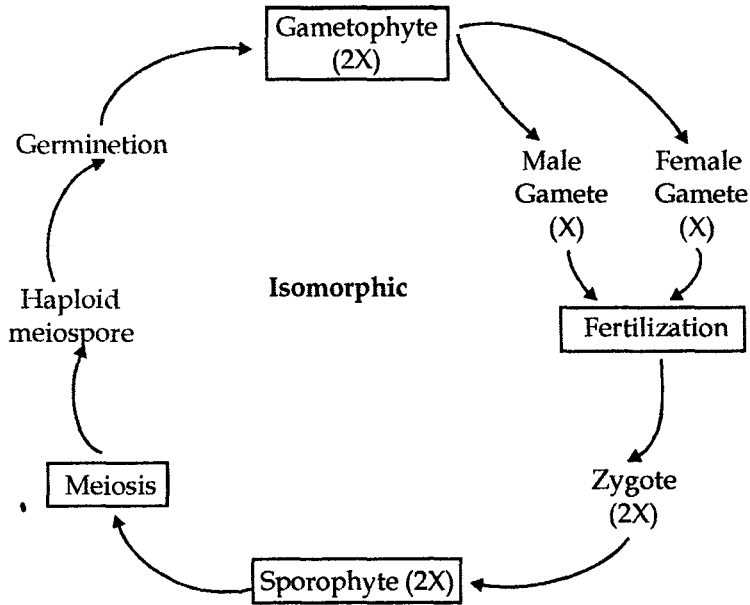 Gametophyte
(2X)
Germinetion
Male
Gamete
(X)
Female
Gamete
(X)
Haploid
meiospore
Isomorphic
Fertilization
Meiosis
Zygote
(2X)
Sporophyte (2X)